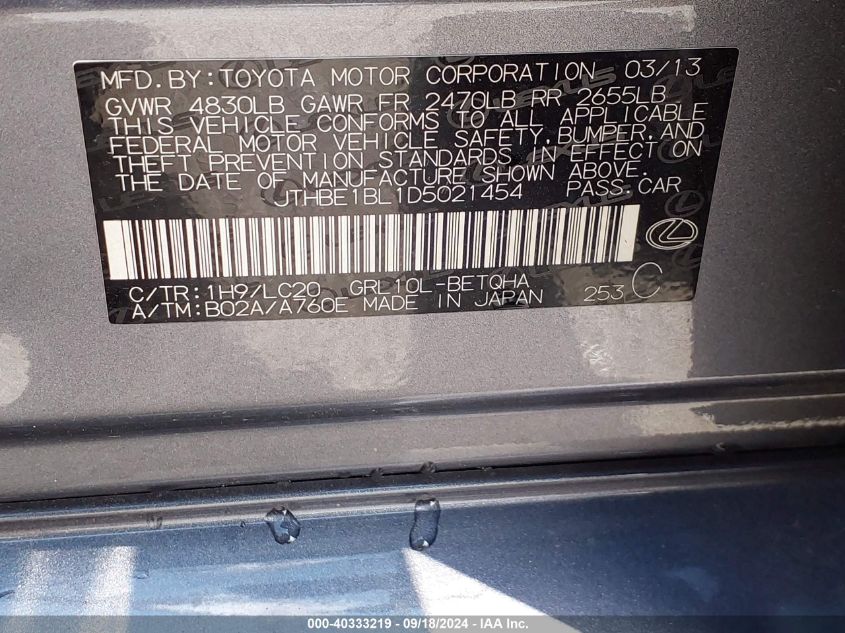 MFD.BY:TOYOTA MOTOR CORPORATION 03/13
GVWR 4830LB GAWR FR 2470LB RR 2655LB
THIS VEHICLE CONFORMS TO ALL APPLICABLE
FEDERAL MOTOR VEHICLE SAFETY,BUMPER,AND
THEFT PREVENTION STANDARDS IN EFFECT ON
THE DATE OF MANUFACTURE SHOWN ABOVE.
JTHBE1BL1D5021454 PASS.CAR
C/TR:1H9/LC20 GRL10L-BETQHA 253 C
A/TM:B02A/A760E MADE IN JAPAN
000-40333219 - 09/18/2024 - IAA Inc.